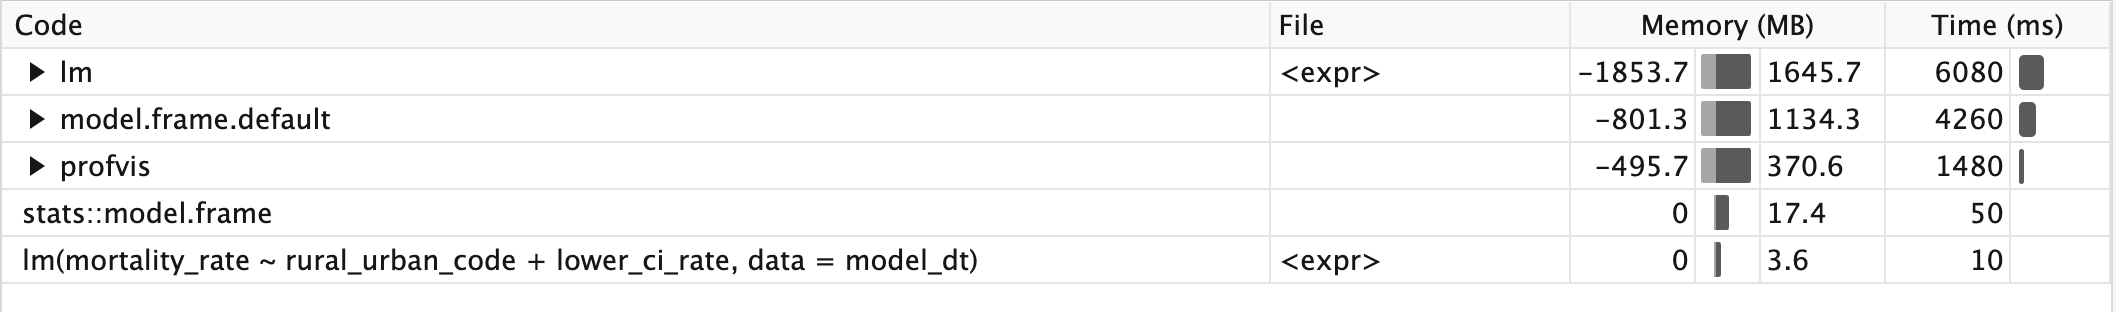 Code File Memory (MB) Time (ms)
lm <expr> -1853.7 1645.7 6080
model.frame.default -801.3 1134.3 4260
profvis -495.7 370.6 1480
stats::model.frame 0 17.4 50
lm(mortality_rate ~ rural_urban_code + lower_ci_rate, data = model_dt) <expr> 0 3.6 10